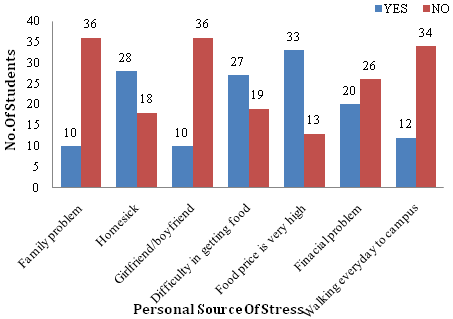 YES NO
No.Of Students
40
35
30
25
20
15
10
5
0
10 36
28 18
10 36
27 19
33 13
20 26
12 34
Family problem
Homesick
Girlfriend/boyfriend
Difficulty in getting food
Food price is very high
Finacial problem
Walking everyday to campus
Personal Source Of Stress